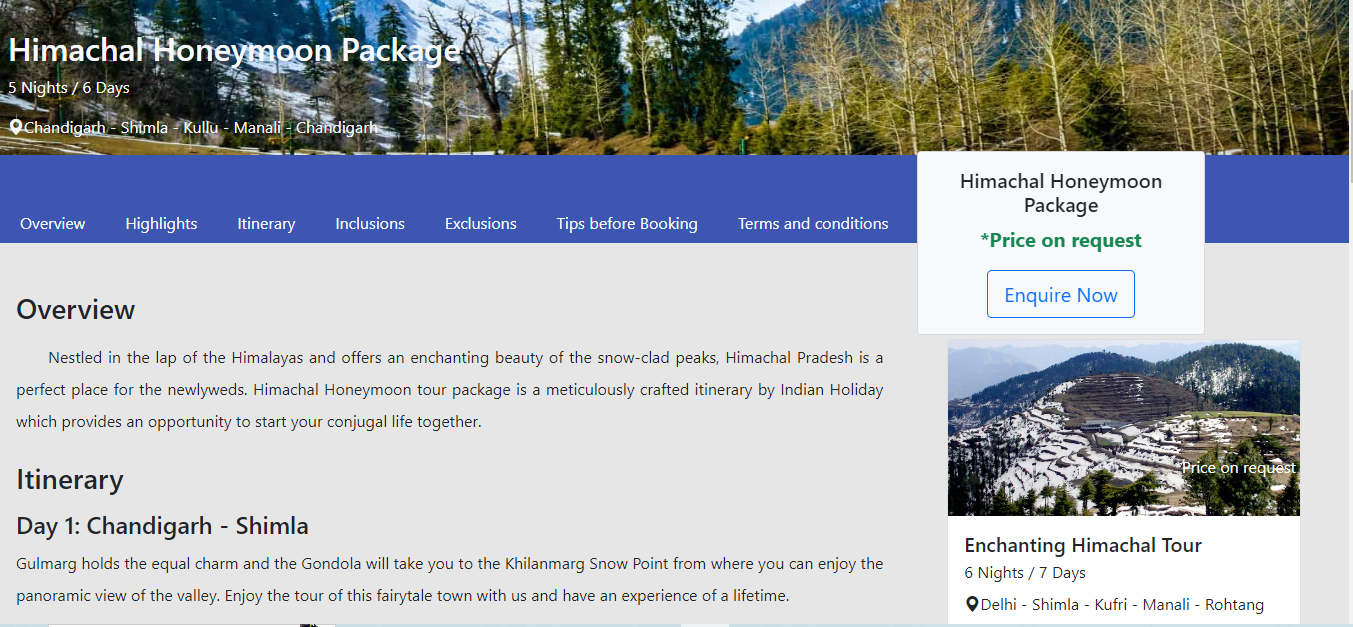 Himachal Honeymoon Package
5 Nights / 6 Days
Chandigarh - Shimla - Kullu - Manali - Chandigarh
Overview Highlights Itinerary Inclusions Exclusions Tips before Booking Terms and conditions
Himachal Honeymoon
Package
*Price on request
Enquire Now
Overview
Nestled in the lap of the Himalayas and offers an enchanting beauty of the snow-clad peaks, Himachal Pradesh is a
perfect place for the newlyweds. Himachal Honeymoon tour package is a meticulously crafted itinerary by Indian Holiday
which provides an opportunity to start your conjugal life together.
Itinerary
Day 1: Chandigarh - Shimla
Gulmarg holds the equal charm and the Gondola will take you to the Khilanmarg Snow Point from where you can enjoy the
panoramic view of the valley. Enjoy the tour of this fairytale town with us and have an experience of a lifetime.
*Price on request
Enchanting Himachal Tour
6 Nights / 7 Days
Delhi - Shimla - Kufri - Manali - Rohtang